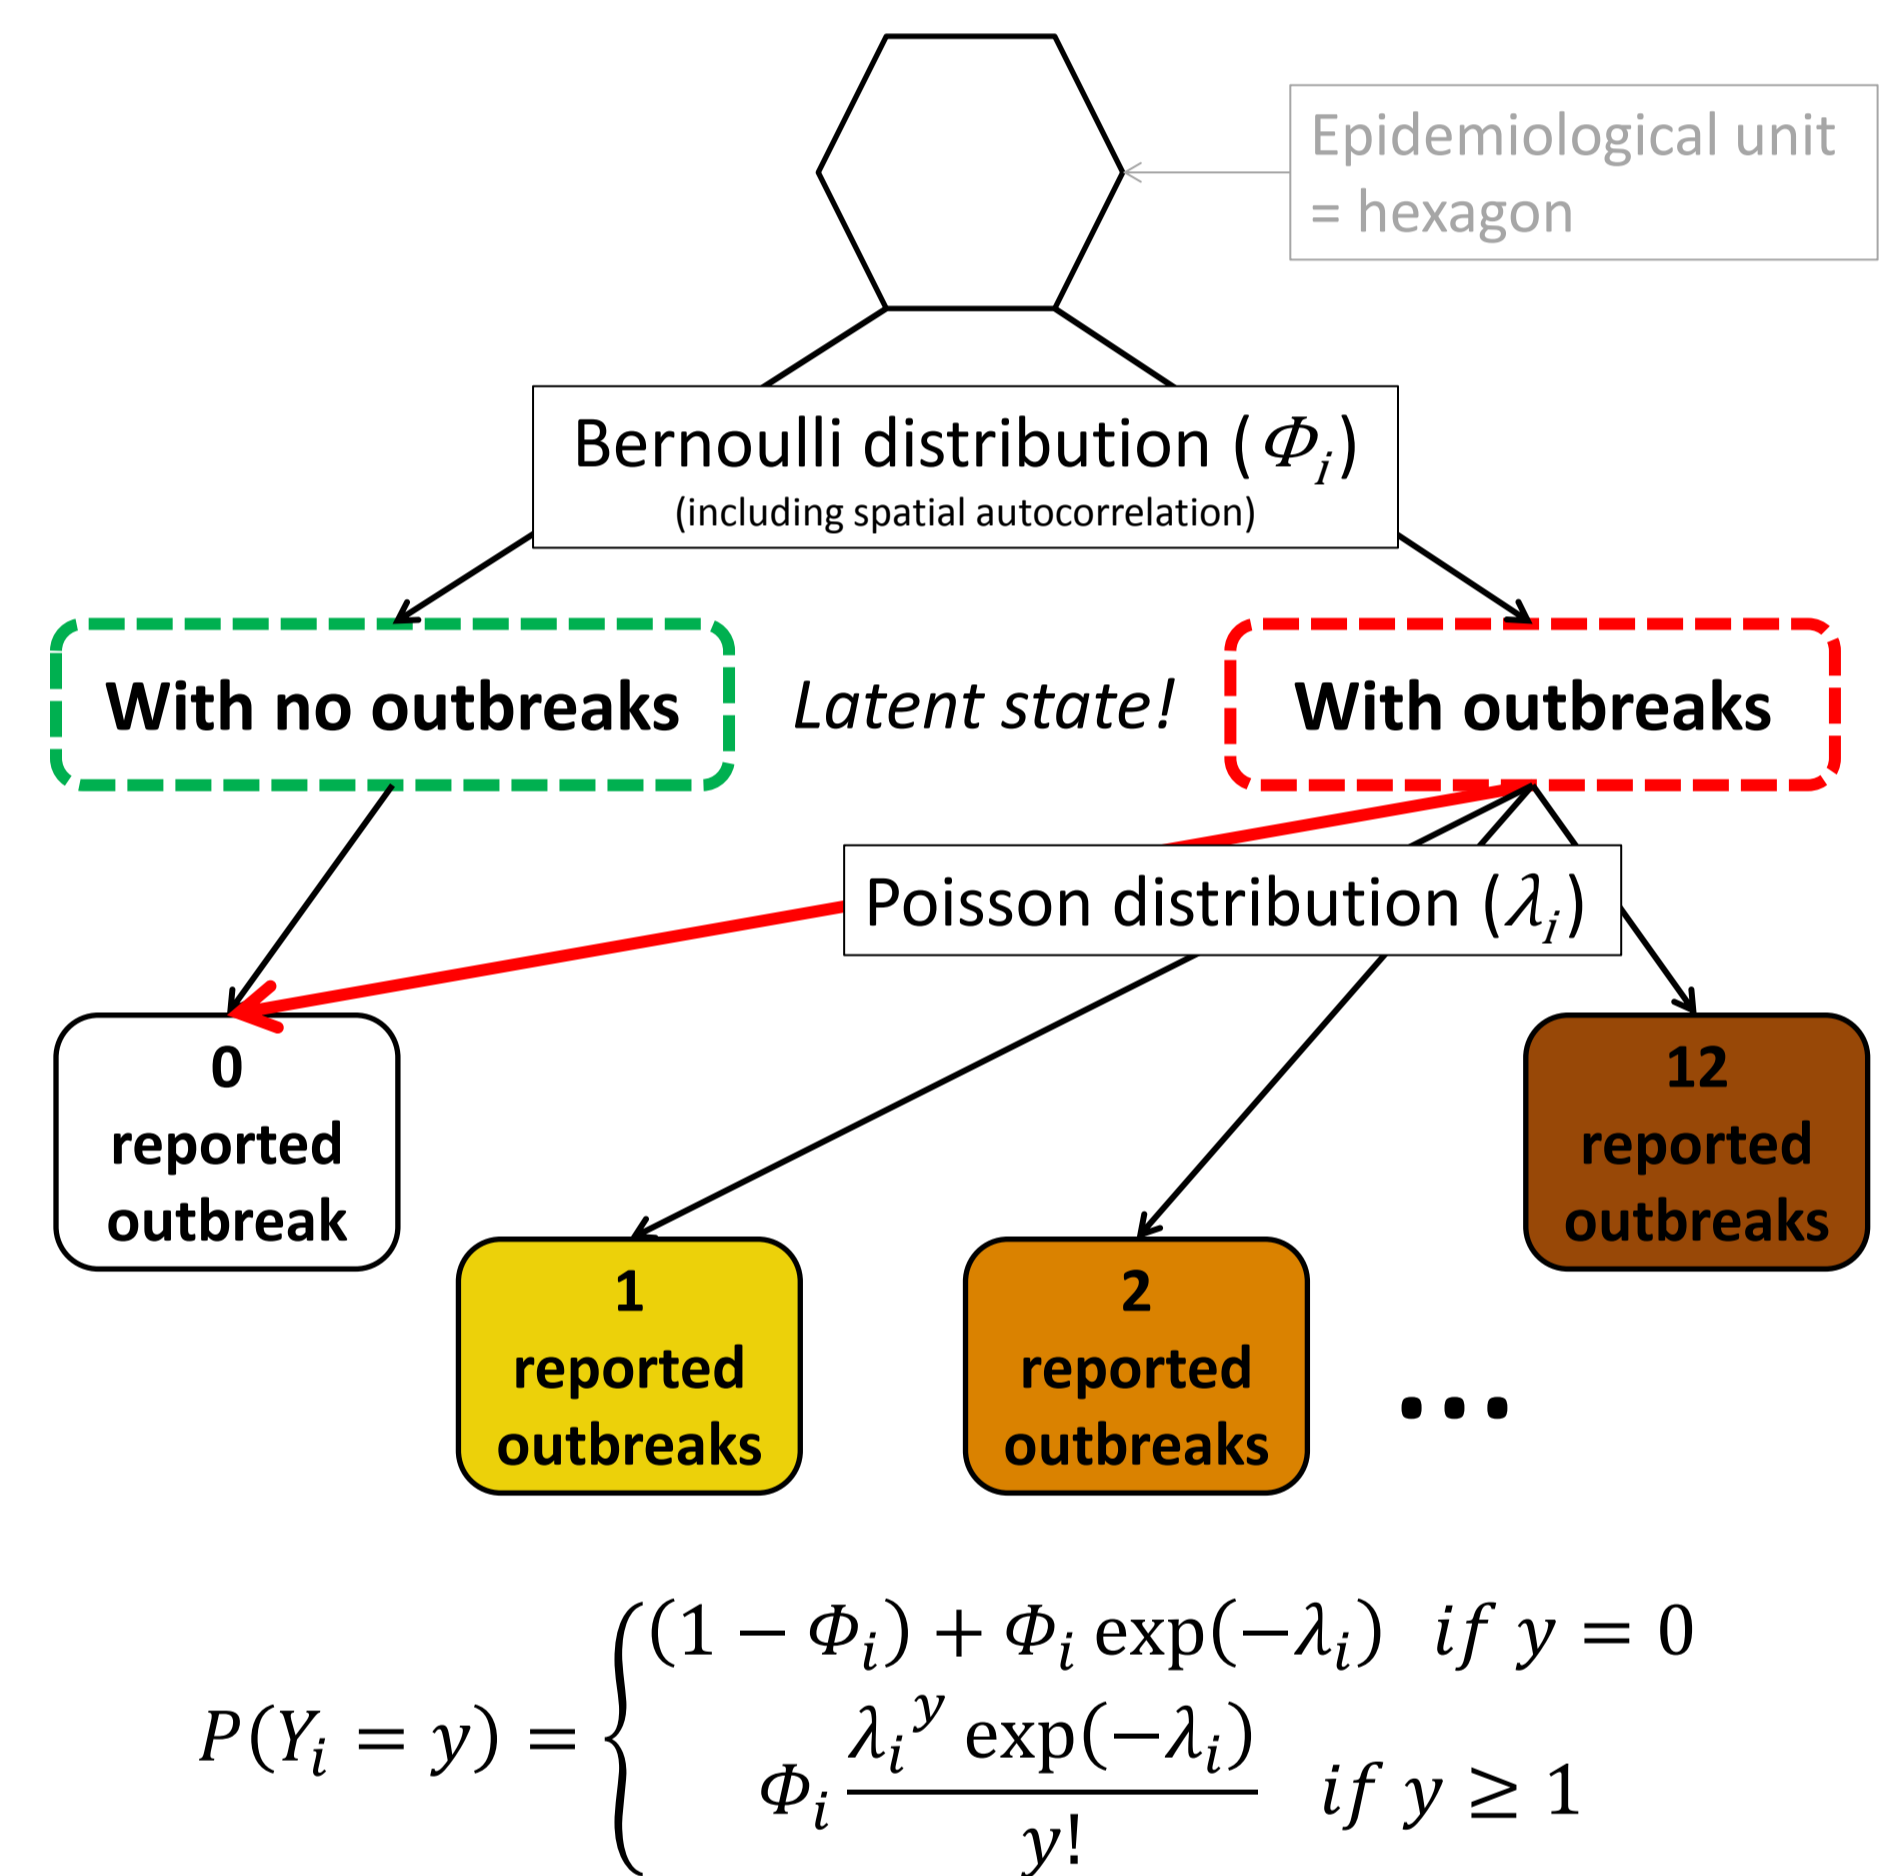 Epidemiological unit
= hexagon
Bernoulli distribution (Φᵢ)
(including spatial autocorrelation)
With no outbreaks
Latent state!
With outbreaks
Poisson distribution (λᵢ)
0
reported
outbreak
12
reported
outbreaks
1
reported
outbreaks
2
reported
outbreaks
...
P(Yᵢ = y) = { (1 − Φᵢ) + Φᵢ exp(−λᵢ) if y = 0
Φᵢ λᵢʸ exp(−λᵢ) / y! if y ≥ 1